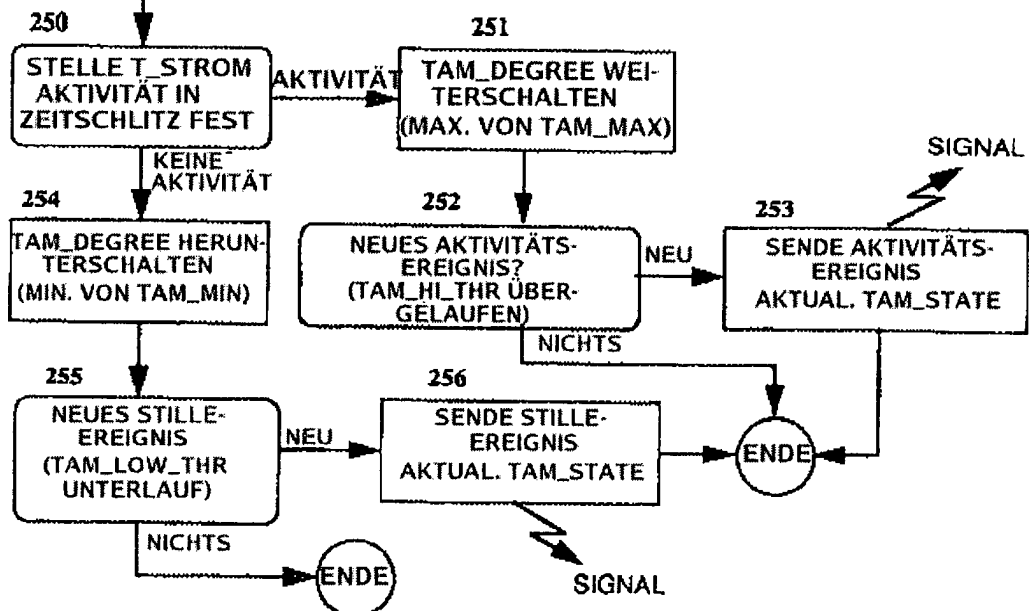 250
STELLE T_STROM
AKTIVITÄT IN
ZEITSCHLITZ FEST
AKTIVITÄT
251
TAM_DEGREE WEI-
TERSCHALTEN
(MAX. VON TAM_MAX)
KEINE
AKTIVITÄT
SIGNAL
254
TAM_DEGREE HERUN-
TERSCHALTEN
(MIN. VON TAM_MIN)
252
NEUES AKTIVITÄTS-
EREIGNIS?
(TAM_HI_THR ÜBER-
GELAUFEN)
NEU
253
SENDE AKTIVITÄTS-
EREIGNIS
AKTUAL. TAM_STATE
NICHTS
255
NEUES STILLE-
EREIGNIS
(TAM_LOW_THR
UNTERLAUF)
NEU
256
SENDE STILLE-
EREIGNIS
AKTUAL. TAM_STATE
ENDE
NICHTS
ENDE
SIGNAL